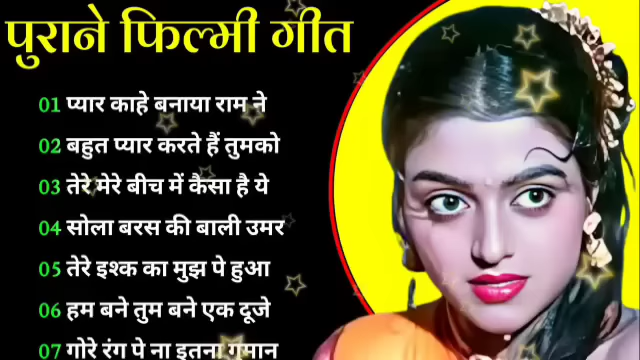 पुराने फिल्मी गीत
01 प्यार काहे बनाया राम ने
02 बहुत प्यार करते हैं तुमको
03 तेरे मेरे बीच में कैसा है ये
04 सोला बरस की बाली उमर
05 तेरे इश्क का मुझ पे हुआ
06 हम बने तुम बने एक दूजे
07 गोरे रंग पे ना इतना गुमान